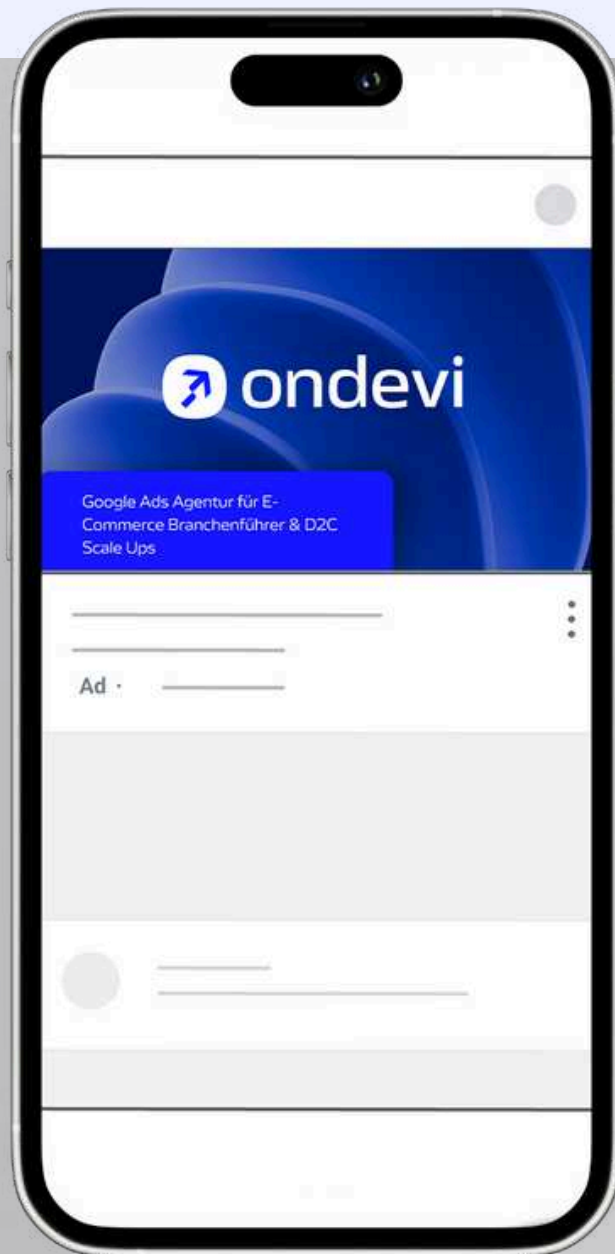 ondevi
Google Ads Agentur für E-
Commerce Branchenführer & D2C
Scale Ups
Ad ·